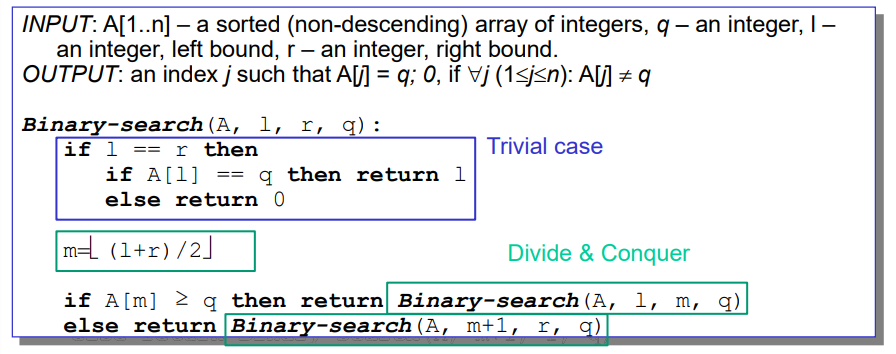 INPUT: A[1..n] – a sorted (non-descending) array of integers, q – an integer, l –
an integer, left bound, r – an integer, right bound.
OUTPUT: an index j such that A[j] = q; 0, if ∀j (1≤j≤n): A[j] ≠ q
Binary-search(A, l, r, q):
if l == r then
Trivial case
if A[l] == q then return l
else return 0
m=⌊ (l+r)/2⌋
Divide & Conquer
if A[m] ≥ q then return Binary-search(A, l, m, q)
else return Binary-search(A, m+1, r, q)